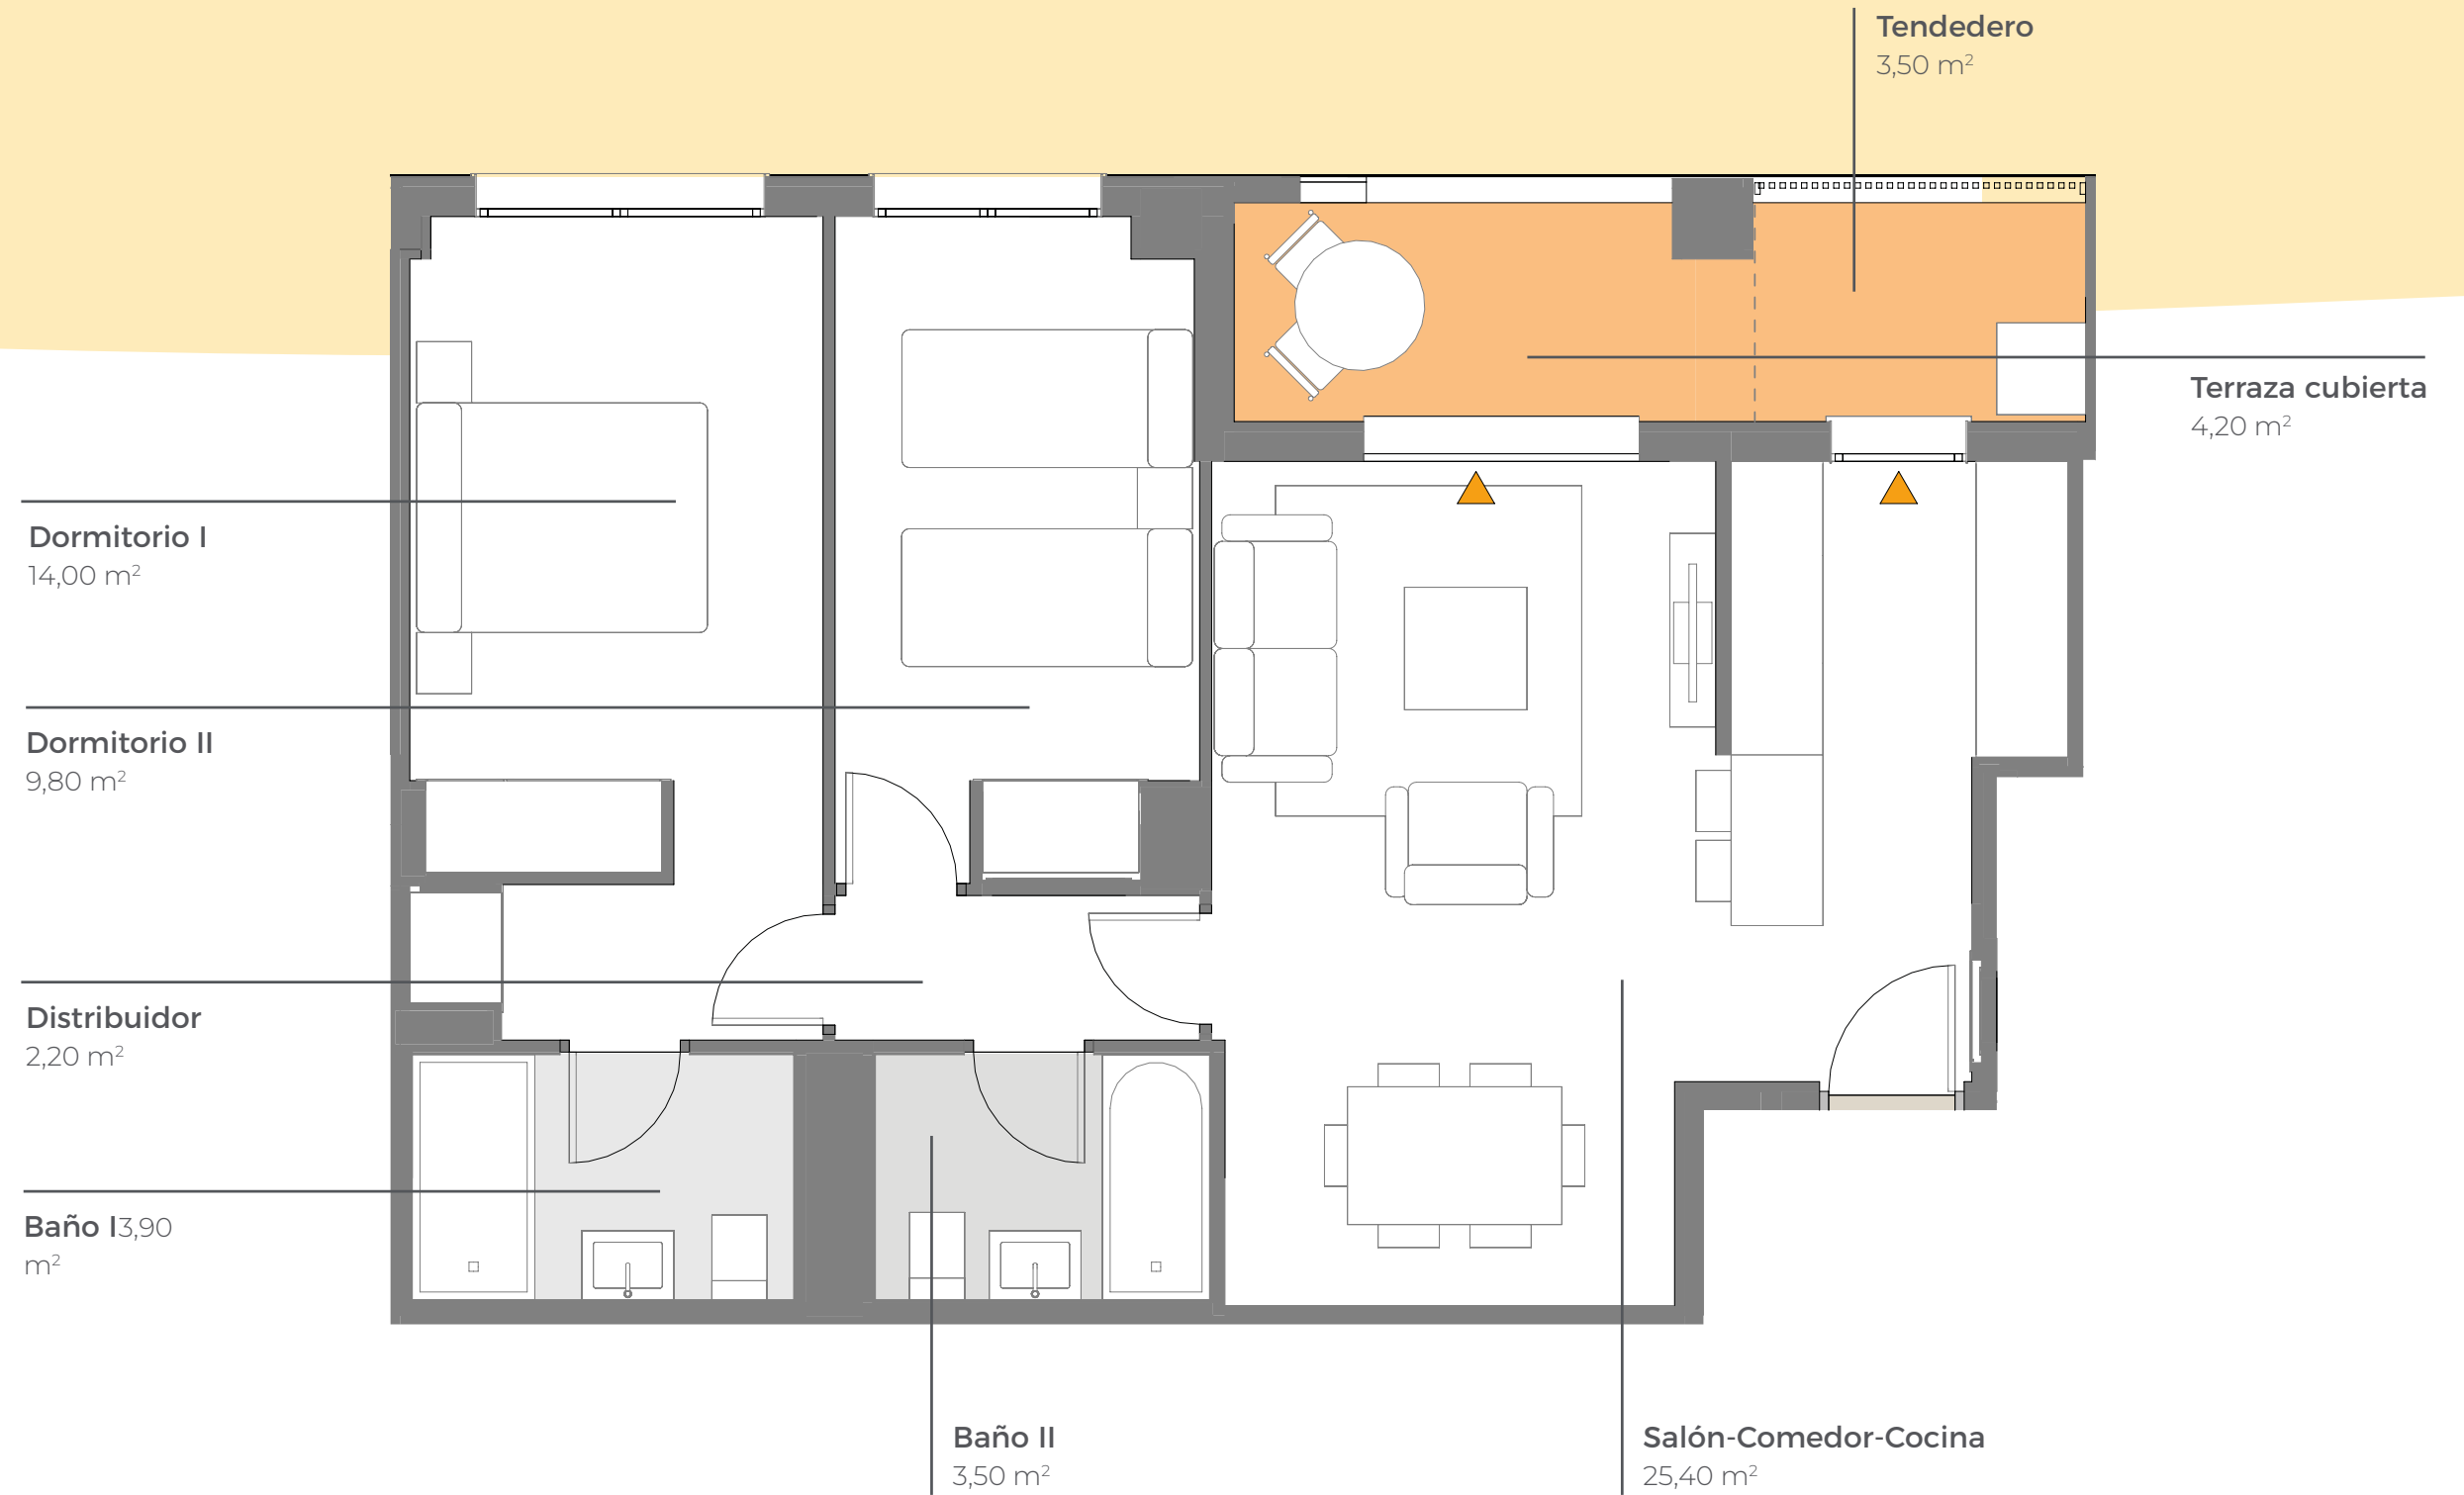 Tendedero
3,50 m²
Terraza cubierta
4,20 m²
Dormitorio I
14,00 m²
Dormitorio II
9,80 m²
Distribuidor
2,20 m²
Baño I3,90
m²
Baño II
3,50 m²
Salón-Comedor-Cocina
25,40 m²